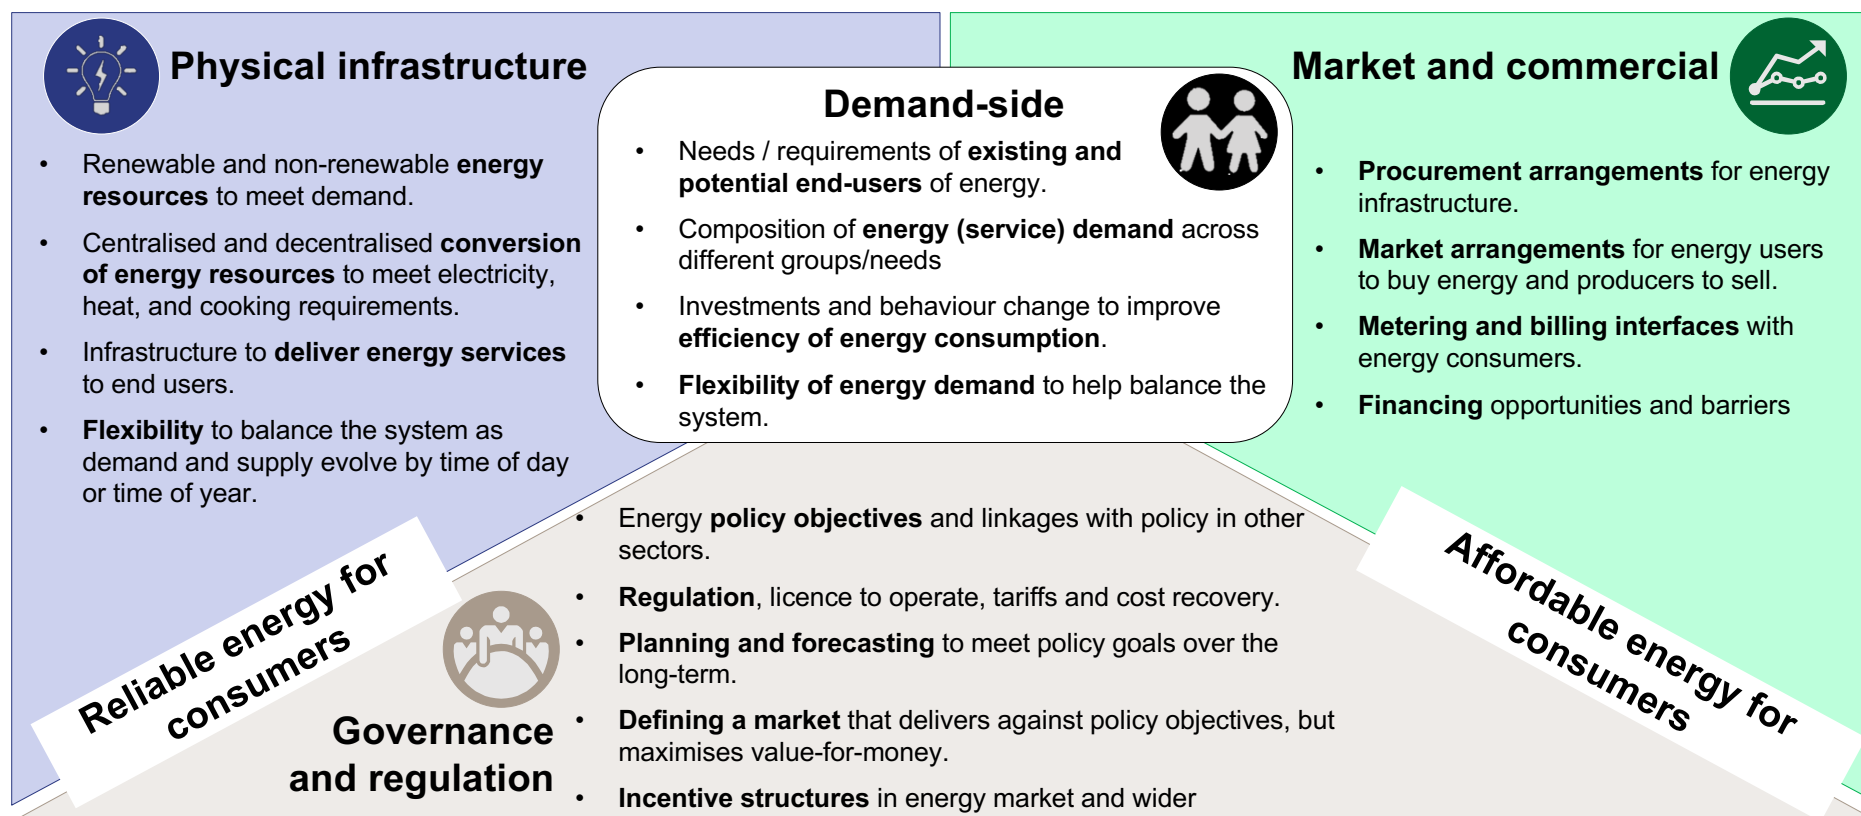 Physical infrastructure
• Renewable and non-renewable energy
resources to meet demand.
• Centralised and decentralised conversion
of energy resources to meet electricity,
heat, and cooking requirements.
• Infrastructure to deliver energy services
to end users.
• Flexibility to balance the system as
demand and supply evolve by time of day
or time of year.
Demand-side
• Needs / requirements of existing and
potential end-users of energy.
• Composition of energy (service) demand across
different groups/needs
• Investments and behaviour change to improve
efficiency of energy consumption.
• Flexibility of energy demand to help balance the
system.
Market and commercial
• Procurement arrangements for energy
infrastructure.
• Market arrangements for energy users
to buy energy and producers to sell.
• Metering and billing interfaces with
energy consumers.
• Financing opportunities and barriers
Reliable energy for
consumers
Governance
and regulation
• Energy policy objectives and linkages with policy in other
sectors.
• Regulation, licence to operate, tariffs and cost recovery.
• Planning and forecasting to meet policy goals over the
long-term.
• Defining a market that delivers against policy objectives, but
maximises value-for-money.
• Incentive structures in energy market and wider
Affordable energy for
consumers